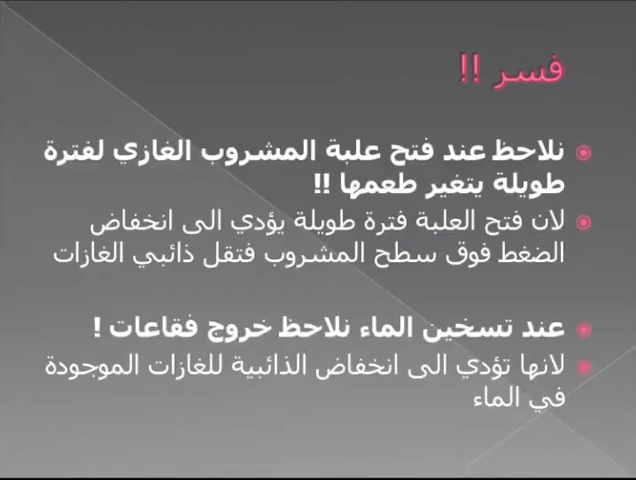 فسر !!
نلاحظ عند فتح علبة المشروب الغازي لفترة
طويلة يتغير طعمها !!
لان فتح العلبة فترة طويلة يؤدي الى انخفاض
الضغط فوق سطح المشروب فتقل ذائبي الغازات
عند تسخين الماء نلاحظ خروج فقاعات !
لانها تؤدي الى انخفاض الذائبية للغازات الموجودة
في الماء